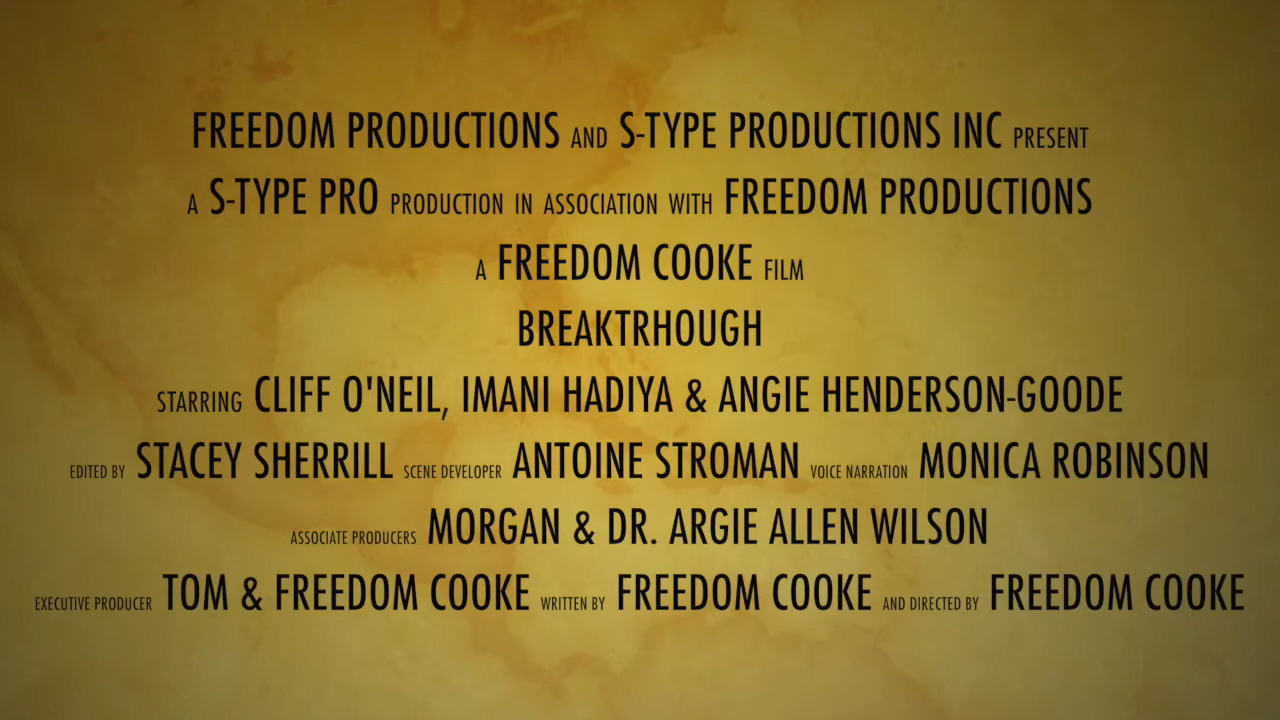 FREEDOM PRODUCTIONS AND S-TYPE PRODUCTIONS INC PRESENT
A S-TYPE PRO PRODUCTION IN ASSOCIATION WITH FREEDOM PRODUCTIONS
A FREEDOM COOKE FILM
BREAKTRHOUGH
STARRING CLIFF O'NEIL, IMANI HADIYA & ANGIE HENDERSON-GOODE
EDITED BY STACEY SHERRILL SCENE DEVELOPER ANTOINE STROMAN VOICE NARRATION MONICA ROBINSON
ASSOCIATE PRODUCERS MORGAN & DR. ARGIE ALLEN WILSON
EXECUTIVE PRODUCER TOM & FREEDOM COOKE WRITTEN BY FREEDOM COOKE AND DIRECTED BY FREEDOM COOKE